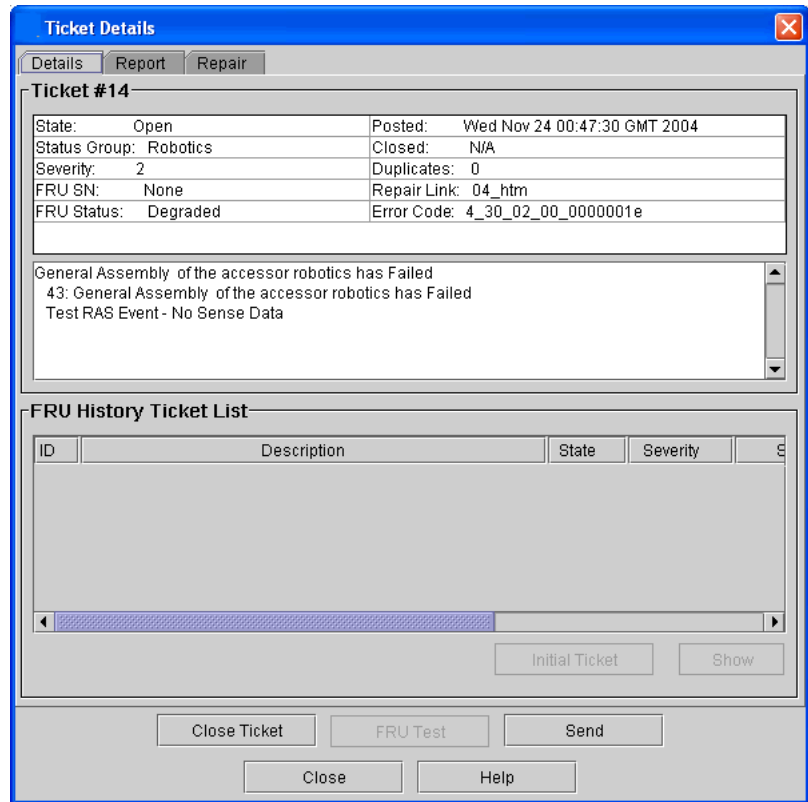 Ticket Details
Details Report Repair
Ticket #14
State: Open Posted: Wed Nov 24 00:47:30 GMT 2004
Status Group: Robotics Closed: N/A
Severity: 2 Duplicates: 0
FRU SN: None Repair Link: 04_htm
FRU Status: Degraded Error Code: 4_30_02_00_0000001e
General Assembly of the accessor robotics has Failed
43: General Assembly of the accessor robotics has Failed
Test RAS Event - No Sense Data
FRU History Ticket List
ID Description State Severity S
Initial Ticket Show
Close Ticket FRU Test Send
Close Help